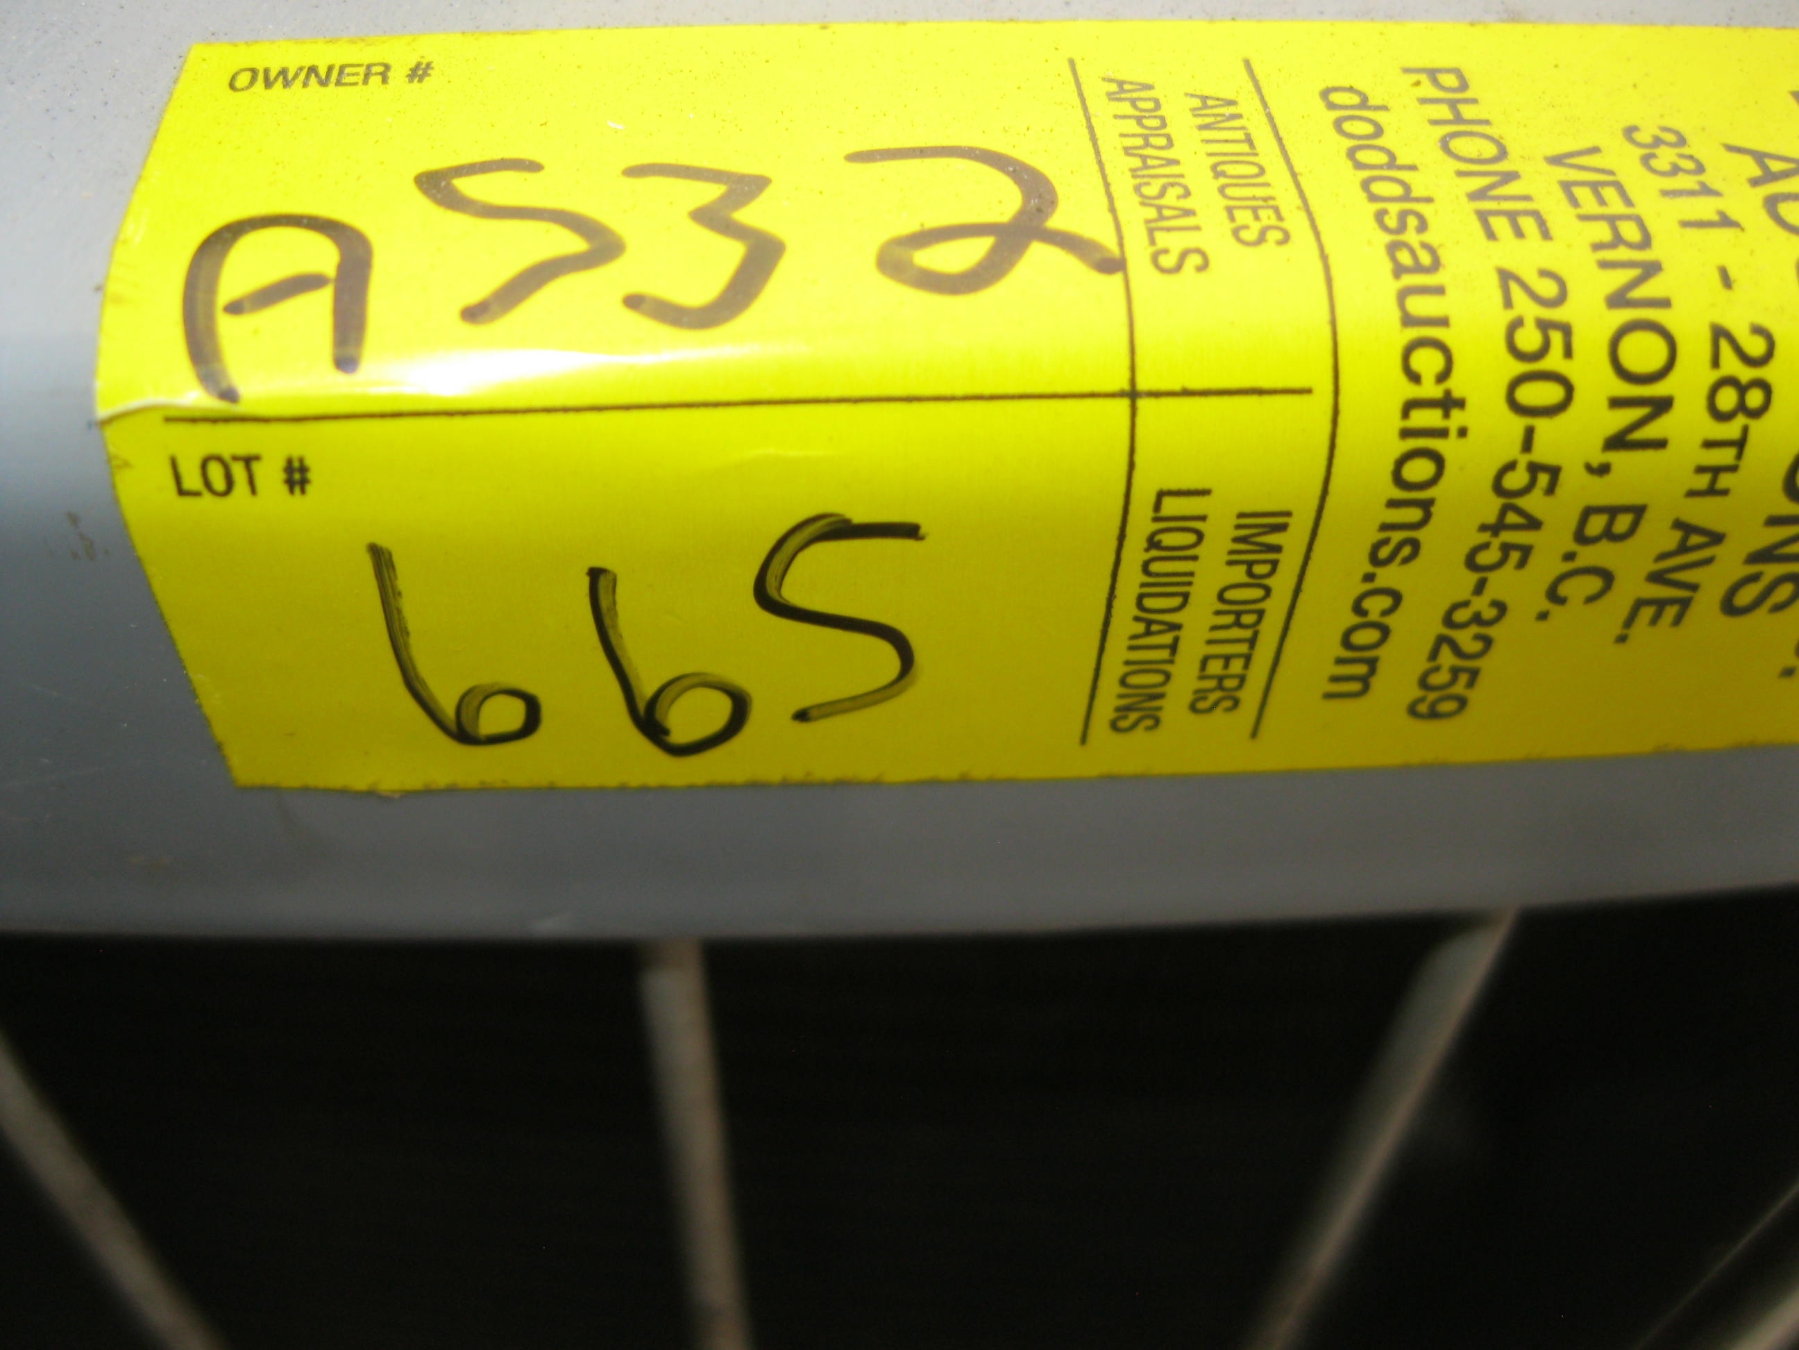 OWNER #
A532
LOT #
665
ANTIQUES
APPRAISALS
IMPORTERS
LIQUIDATIONS
3311 - 28TH AVE.
VERNON, B.C.
PHONE 250-545-3259
doddsauctions.com